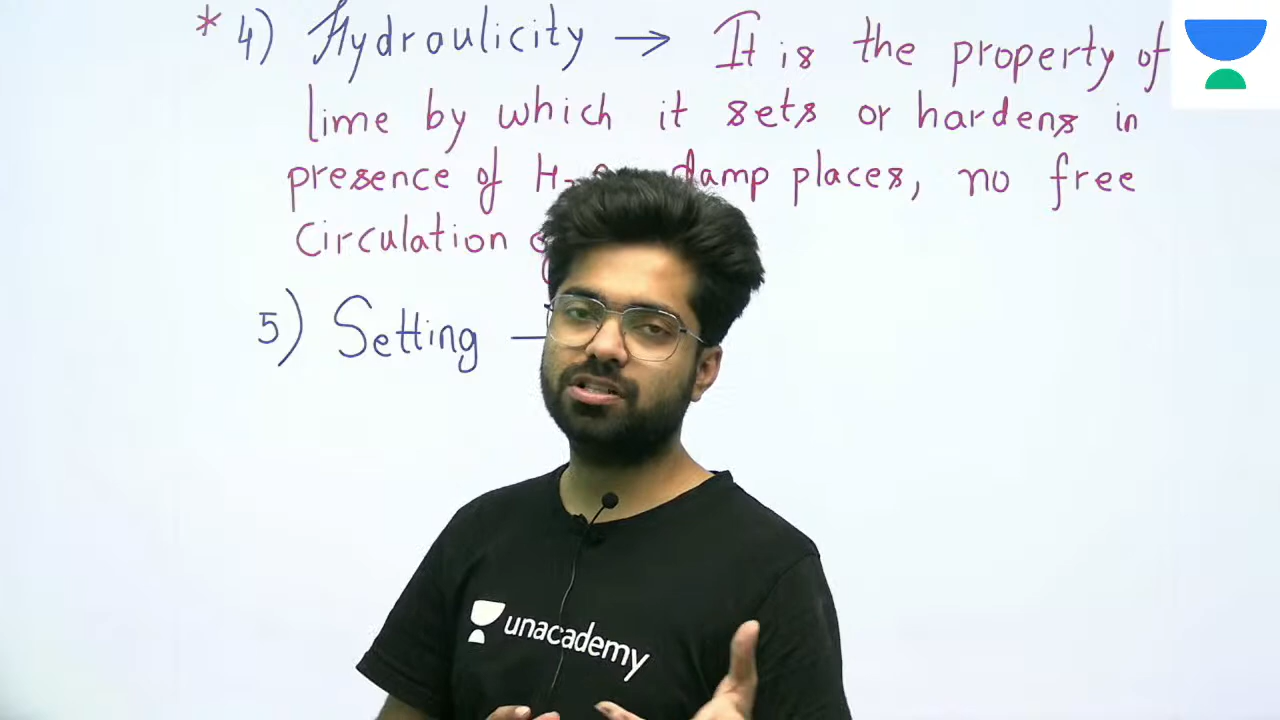 * 4) Hydraulicity → It is the property of
lime by which it sets or hardens in
presence of damp places, no free
Circulation
5) Setting —
unacademy